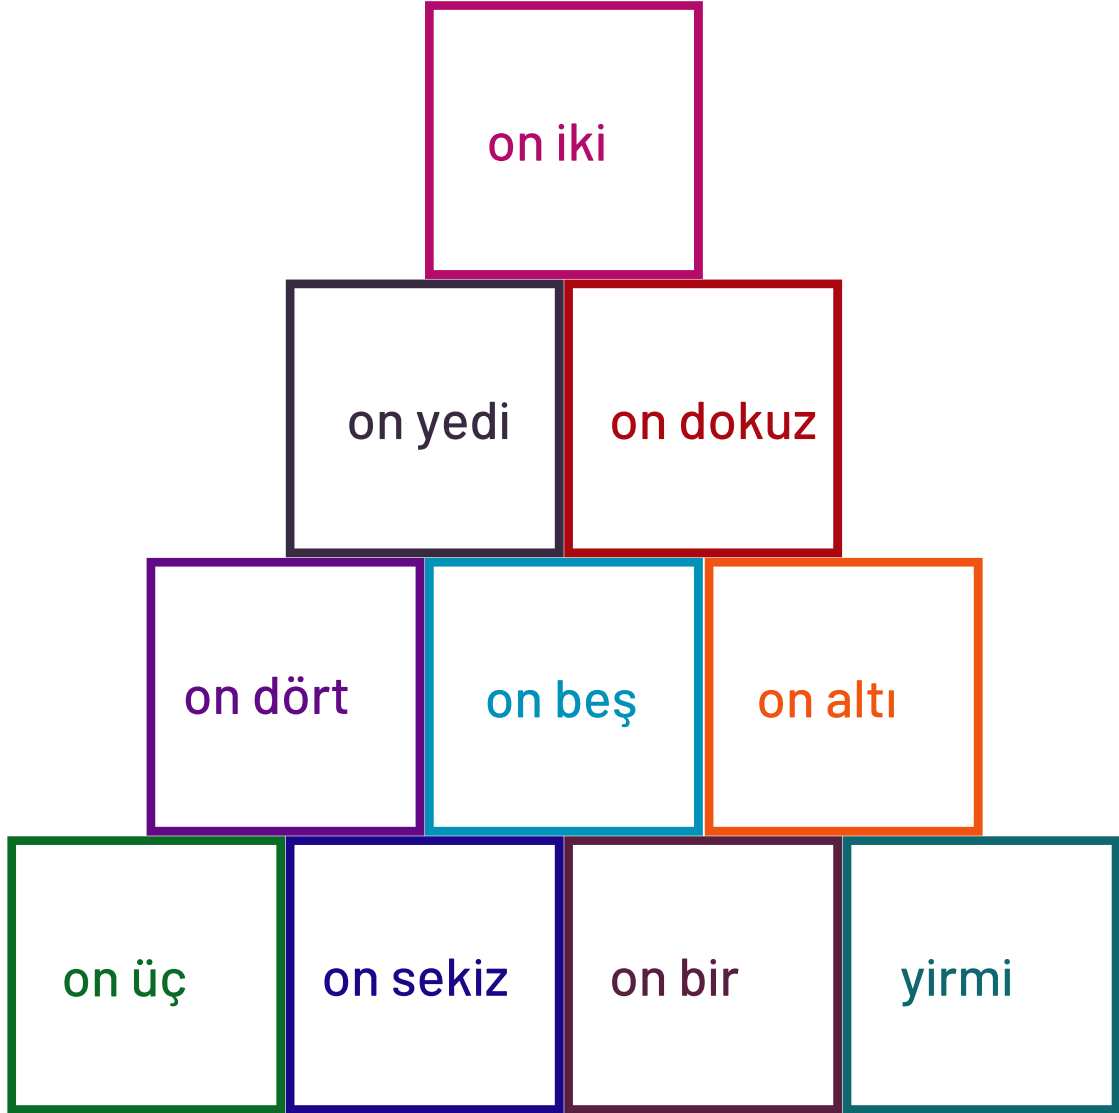 on iki
on yedi
on dokuz
on dört
on beş
on altı
on üç
on sekiz
on bir
yirmi